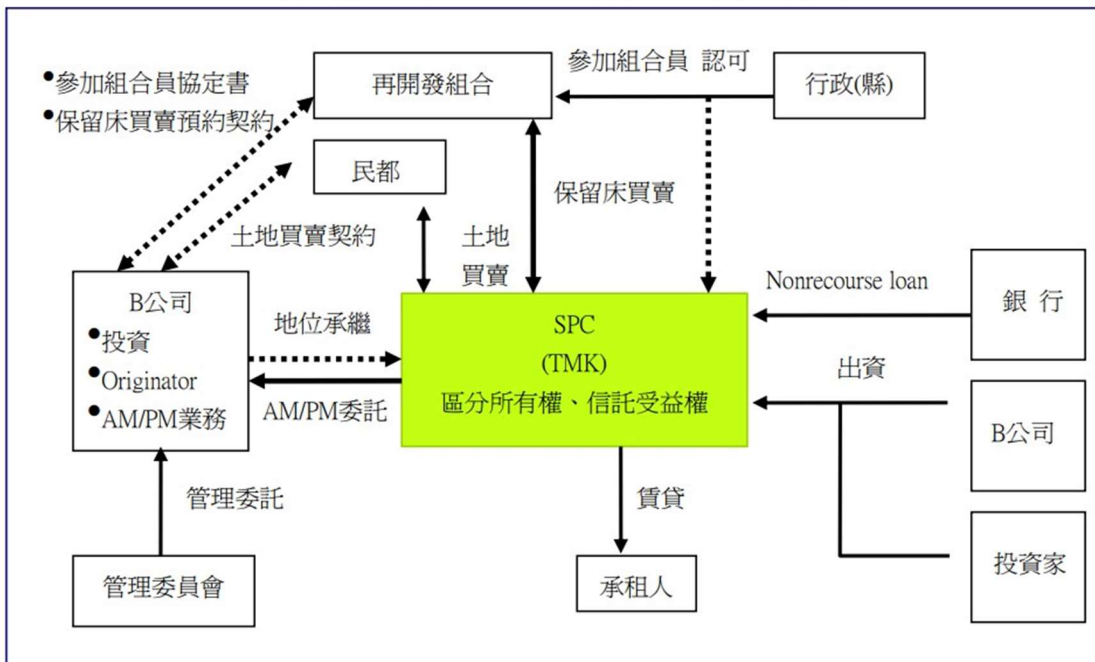 ●參加組合員協定書
●保留床買賣預約契約
再開發組合
參加組合員 認可
行政(縣)
民都
保留床買賣
土地買賣契約
土地
買賣
B公司
●投資
●Originator
●AM/PM業務
地位承繼
AM/PM委託
SPC
(TMK)
區分所有權、信託受益權
Nonrecourse loan
銀 行
出資
B公司
投資家
管理委託
管理委員會
賃貸
承租人